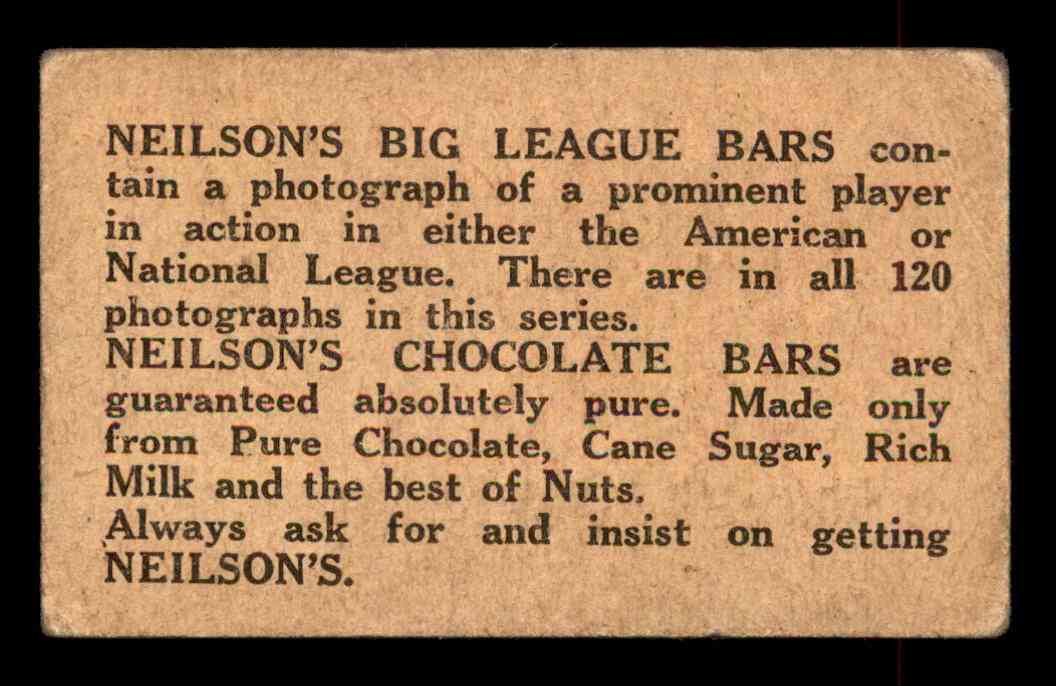 NEILSON'S BIG LEAGUE BARS con-
tain a photograph of a prominent player
in action in either the American or
National League. There are in all 120
photographs in this series.
NEILSON'S CHOCOLATE BARS are
guaranteed absolutely pure. Made only
from Pure Chocolate, Cane Sugar, Rich
Milk and the best of Nuts.
Always ask for and insist on getting
NEILSON'S.